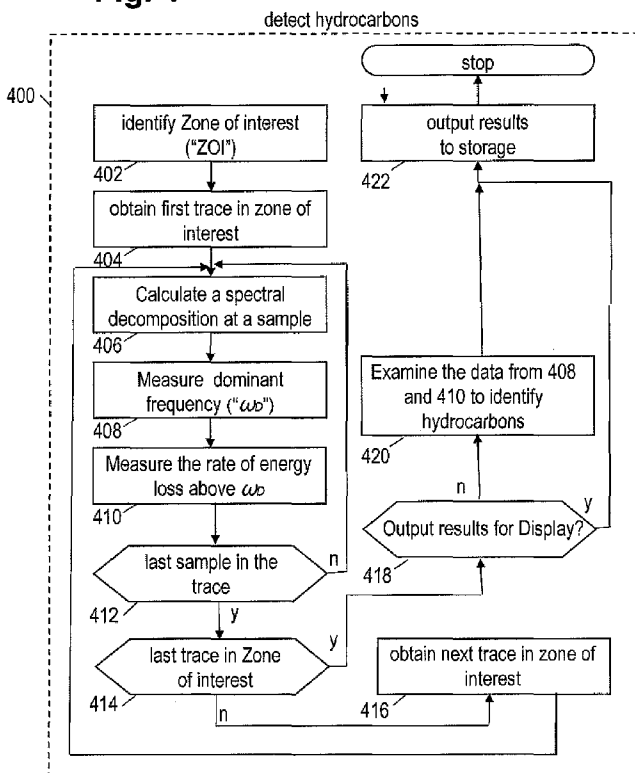 detect hydrocarbons
400
identify Zone of interest
("ZOI")
402
obtain first trace in zone of
interest
404
Calculate a spectral
decomposition at a sample
406
Measure dominant
frequency ("ωD")
408
Measure the rate of energy
loss above ωD
410
last sample in the
trace
n
412
y
last trace in Zone
of interest
y
414
n
obtain next trace in zone of
interest
416
Output results for Display?
n
y
418
Examine the data from 408
and 410 to identify
hydrocarbons
420
output results
to storage
422
stop